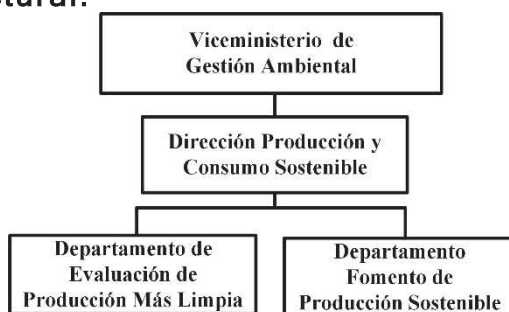 Viceministerio de
Gestión Ambiental
Dirección Producción y
Consumo Sostenible
Departamento de
Evaluación de
Producción Más Limpia
Departamento
Fomento de
Producción Sostenible